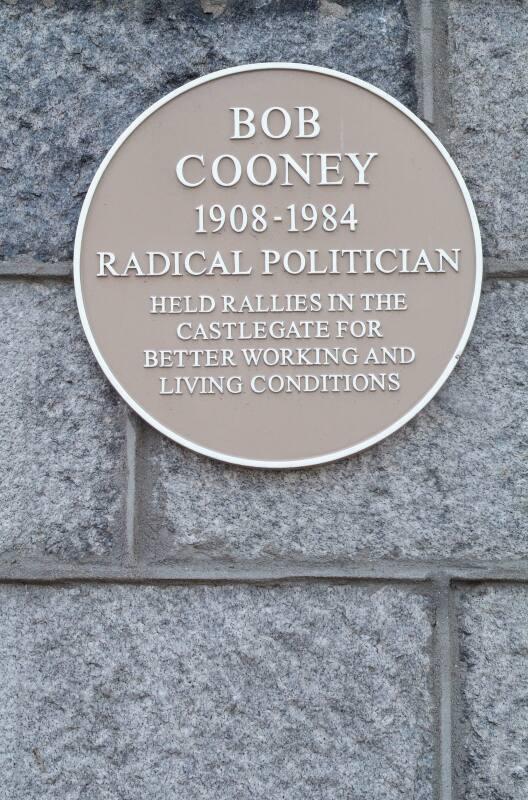 BOB
COONEY
1908-1984
RADICAL POLITICIAN
HELD RALLIES IN THE
CASTLEGATE FOR
BETTER WORKING AND
LIVING CONDITIONS